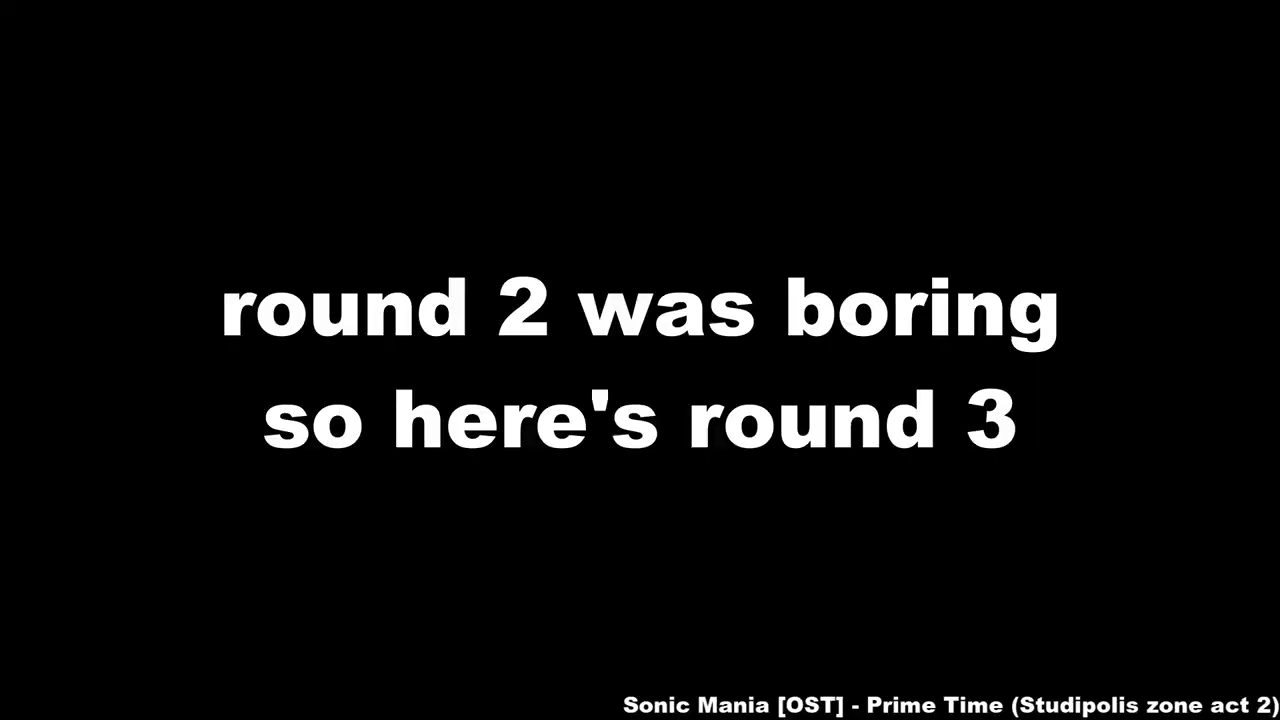 round 2 was boring
so here's round 3
Sonic Mania [OST] - Prime Time (Studipolis zone act 2)